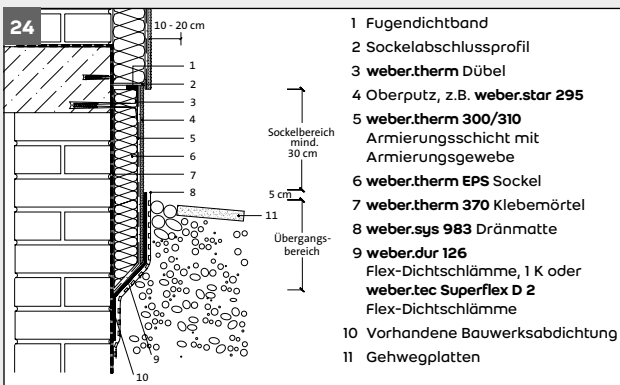 24
10 - 20 cm
1
2
3
4
5
6
7
8
Sockelbereich
mind.
30 cm
5 cm
11
Übergangs-
bereich
9
10
1 Fugendichtband
2 Sockelabschlussprofil
3 weber.therm Dübel
4 Oberputz, z.B. weber.star 295
5 weber.therm 300/310
Armierungsschicht mit
Armierungsgewebe
6 weber.therm EPS Sockel
7 weber.therm 370 Klebemörtel
8 weber.sys 983 Dränmatte
9 weber.dur 126
Flex-Dichtschlämme, 1 K oder
weber.tec Superflex D 2
Flex-Dichtschlämme
10 Vorhandene Bauwerksabdichtung
11 Gehwegplatten